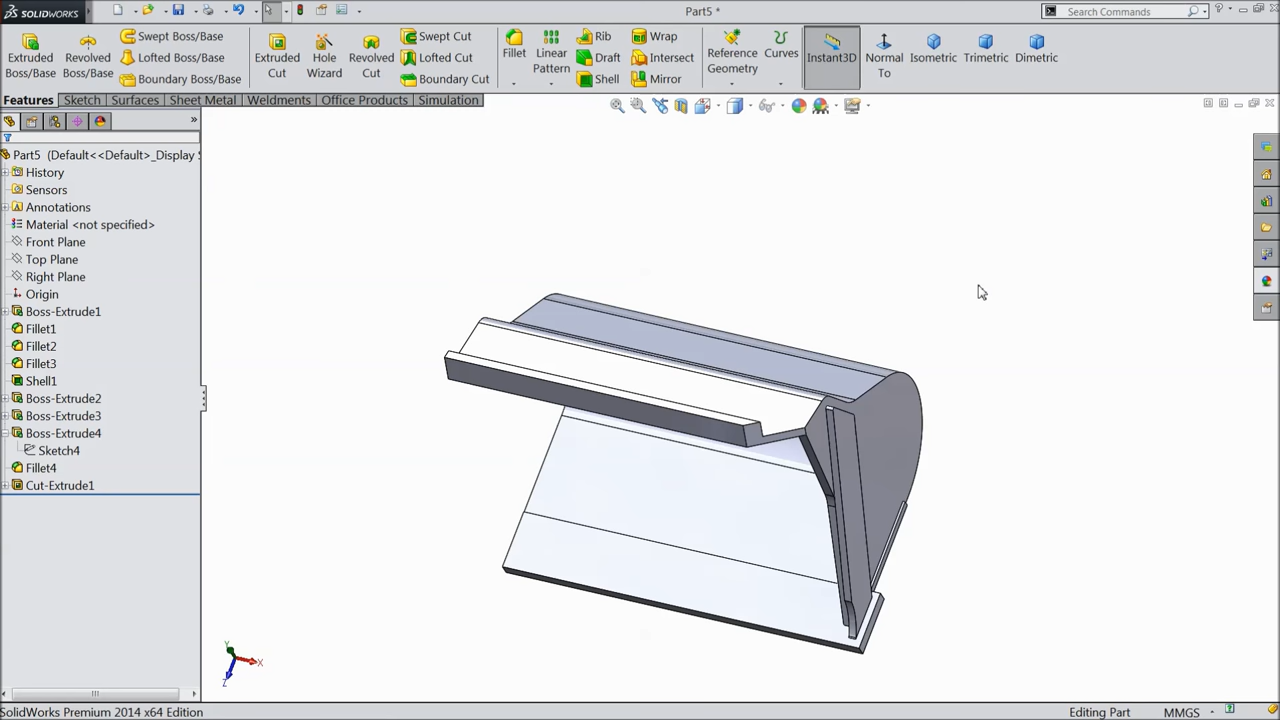 SOLIDWORKS
Part5 *
Search Commands
Extruded Boss/Base
Revolved Boss/Base
Swept Boss/Base
Lofted Boss/Base
Boundary Boss/Base
Extruded Cut
Hole Wizard
Revolved Cut
Swept Cut
Lofted Cut
Boundary Cut
Fillet
Linear Pattern
Rib
Draft
Shell
Wrap
Intersect
Mirror
Reference Geometry
Curves
Instant3D
Normal To
Isometric
Trimetric
Dimetric
Features Sketch Surfaces Sheet Metal Weldments Office Products Simulation
Part5 (Default<<Default>_Display
History
Sensors
Annotations
Material <not specified>
Front Plane
Top Plane
Right Plane
Origin
Boss-Extrude1
Fillet1
Fillet2
Fillet3
Shell1
Boss-Extrude2
Boss-Extrude3
Boss-Extrude4
Sketch4
Fillet4
Cut-Extrude1
Y
X
Z
SolidWorks Premium 2014 x64 Edition
Editing Part
MMGS